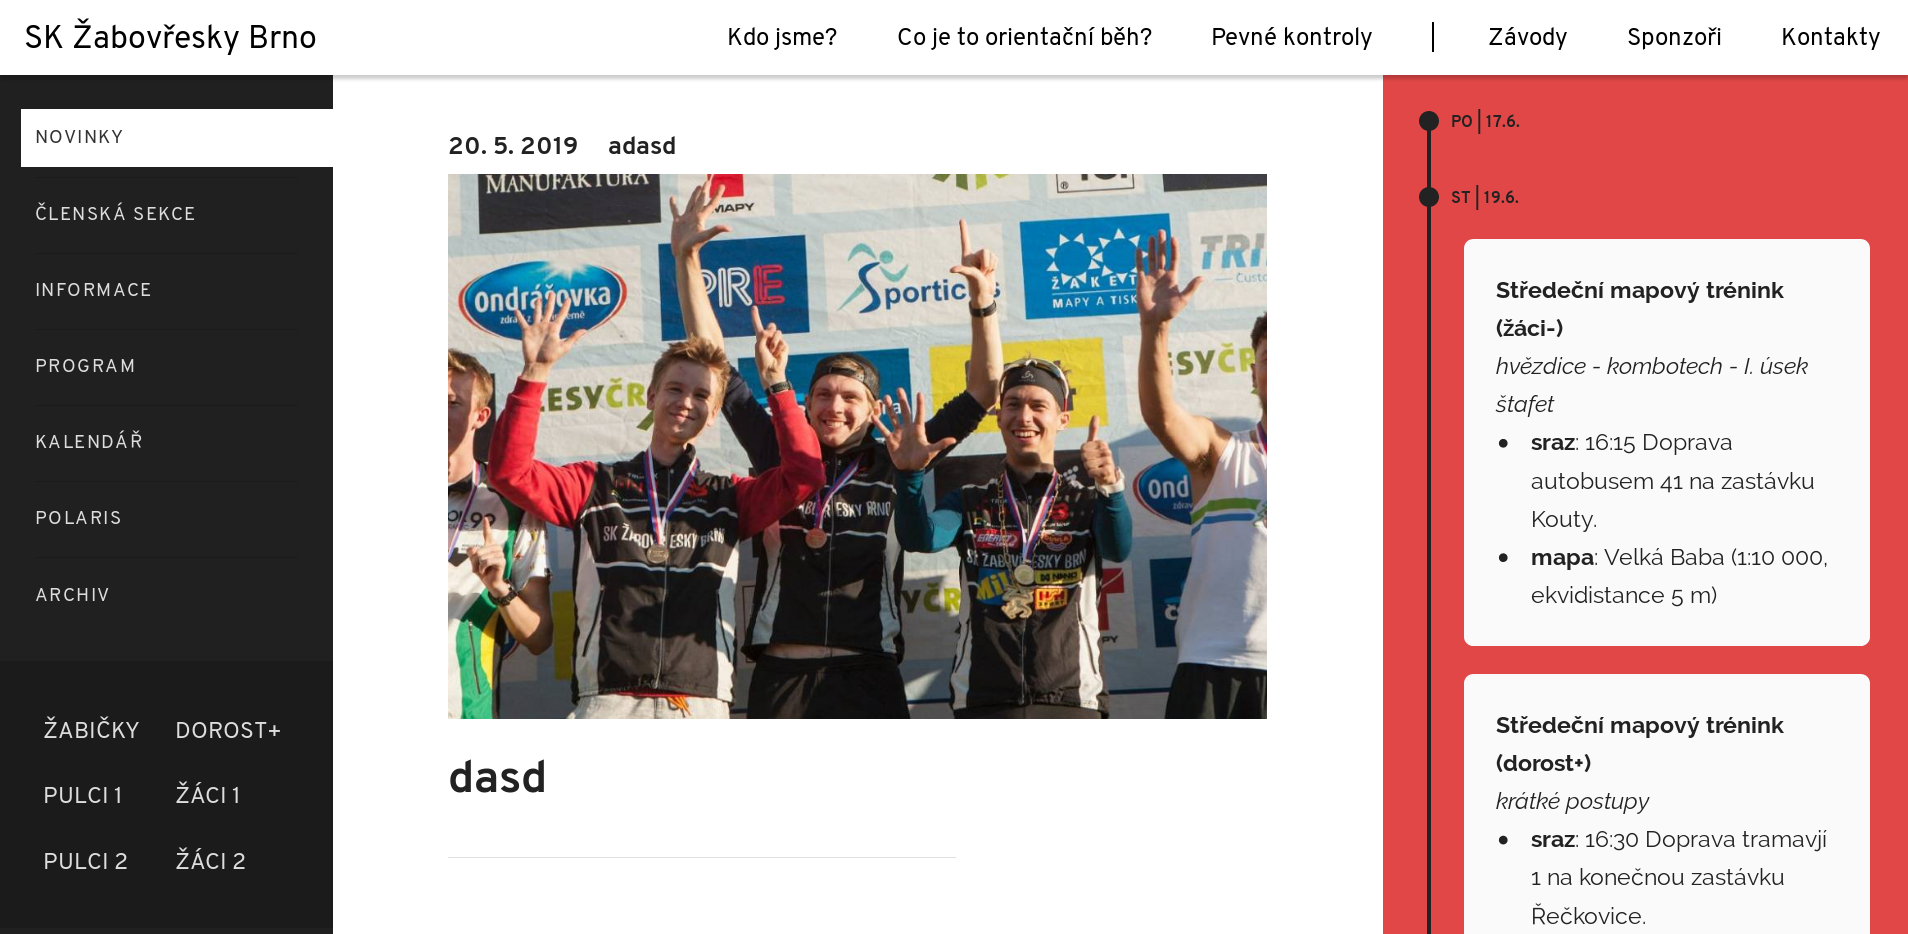 SK Žabovřesky Brno
Kdo jsme?
Co je to orientační běh?
Pevné kontroly
Závody
Sponzoři
Kontakty
NOVINKY
ČLENSKÁ SEKCE
INFORMACE
PROGRAM
KALENDÁŘ
POLARIS
ARCHIV
ŽABIČKY DOROST+
PULCI 1 ŽÁCI 1
PULCI 2 ŽÁCI 2
20. 5. 2019 adasd
MANUFAKTURA
MAPY
ondrášovka
PRE
Sportic
ŽAKET
MAPY A TISK
TRI
ESYČR
ESYČR
Ond
SK ŽABOVŘESKY BRNO
SK ŽABOVŘESKY BRN
dasd
PO | 17.6.
ST | 19.6.
Středeční mapový trénink
(žáci-)
hvězdice - kombotech - I. úsek
štafet
• sraz: 16:15 Doprava
autobusem 41 na zastávku
Kouty.
• mapa: Velká Baba (1:10 000,
ekvidistance 5 m)
Středeční mapový trénink
(dorost+)
krátké postupy
• sraz: 16:30 Doprava tramavjí
1 na konečnou zastávku
Řečkovice.